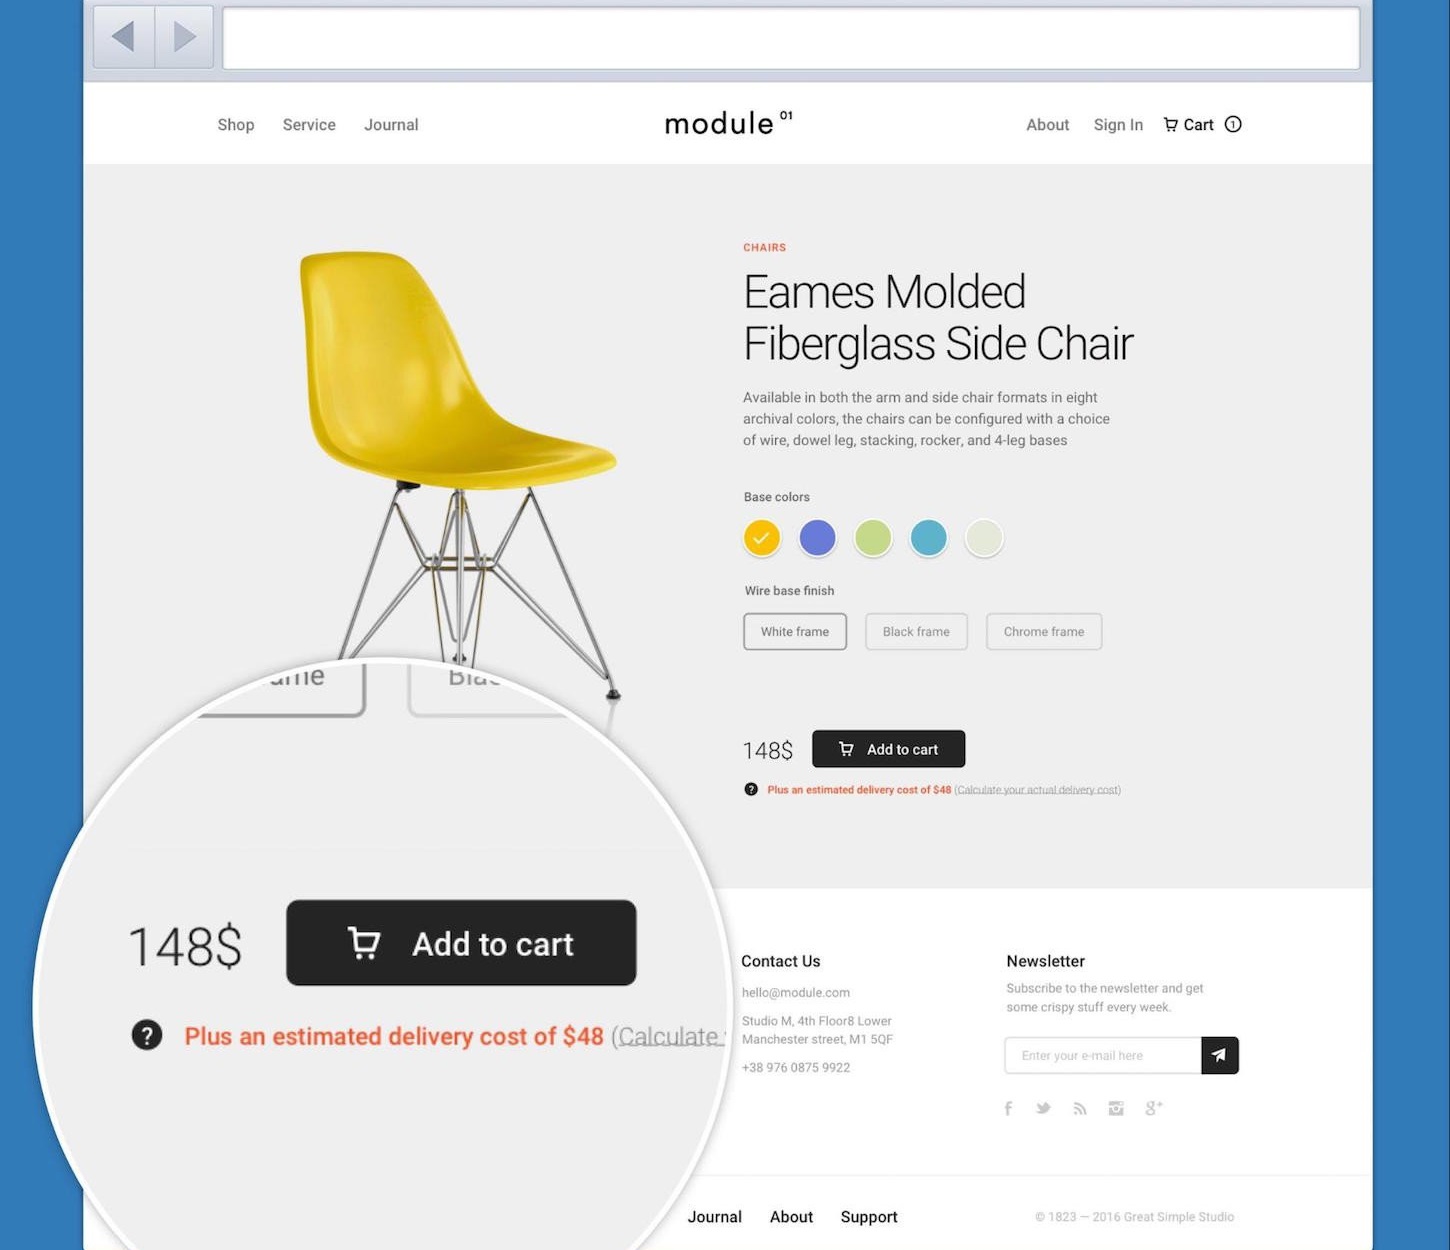 Shop Service Journal
module 01
About Sign In Cart 1
CHAIRS
Eames Molded
Fiberglass Side Chair
Available in both the arm and side chair formats in eight
archival colors, the chairs can be configured with a choice
of wire, dowel leg, stacking, rocker, and 4-leg bases
Base colors
Wire base finish
White frame Black frame Chrome frame
148$ Add to cart
? Plus an estimated delivery cost of $48 (Calculate your actual delivery cost)
148$ Add to cart
? Plus an estimated delivery cost of $48 (Calculate
Contact Us
hello@module.com
Studio M, 4th Floor8 Lower
Manchester street, M1 5QF
+38 976 0875 9922
Newsletter
Subscribe to the newsletter and get
some crispy stuff every week.
Enter your e-mail here
Journal About Support
© 1823 — 2016 Great Simple Studio